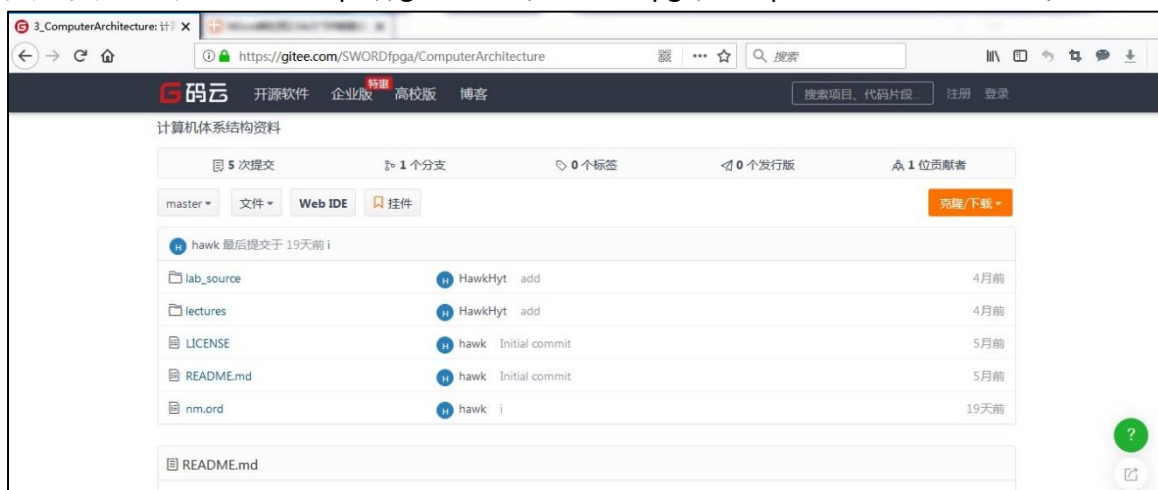 3_ComputerArchitecture: 计
https://gitee.com/SWORDfpga/ComputerArchitecture
搜索
码云 开源软件 企业版 特惠 高校版 博客 搜索项目、代码片段... 注册 登录
计算机体系结构资料
5 次提交 1 个分支 0 个标签 0 个发行版 1 位贡献者
master 文件 Web IDE 挂件 克隆/下载
H hawk 最后提交于 19天前 i
lab_source H HawkHyt add 4月前
lectures H HawkHyt add 4月前
LICENSE H hawk Initial commit 5月前
README.md H hawk Initial commit 5月前
nm.ord H hawk i 19天前
?
README.md